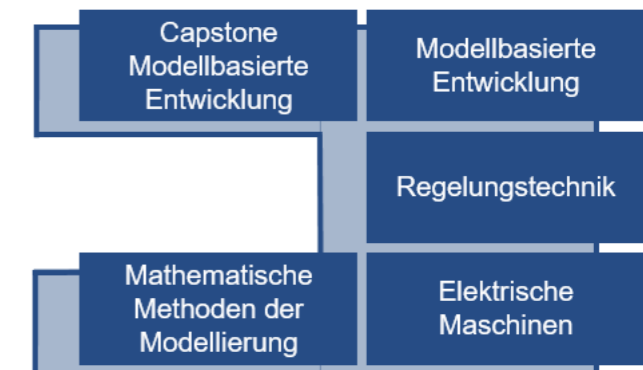 Capstone
Modellbasierte
Entwicklung
Modellbasierte
Entwicklung
Regelungstechnik
Mathematische
Methoden der
Modellierung
Elektrische
Maschinen